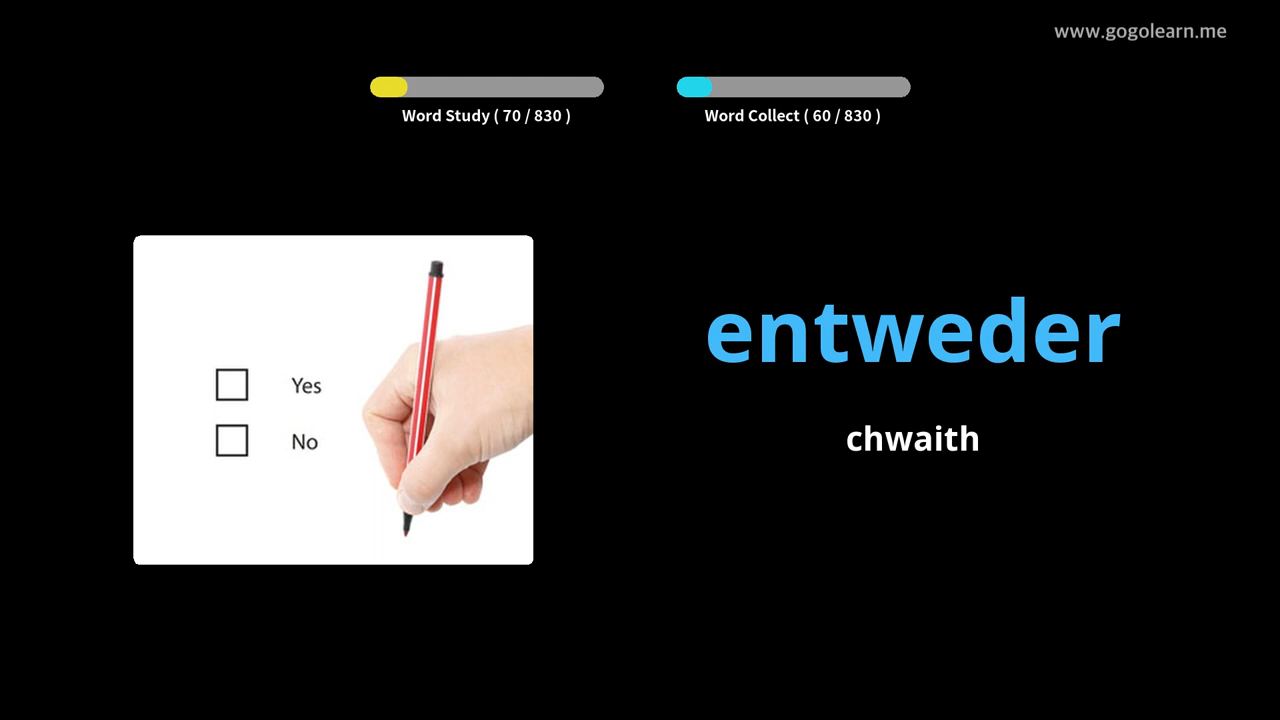 www.gogolearn.me
Word Study ( 70 / 830 )
Word Collect ( 60 / 830 )
Yes
No
entweder
chwaith